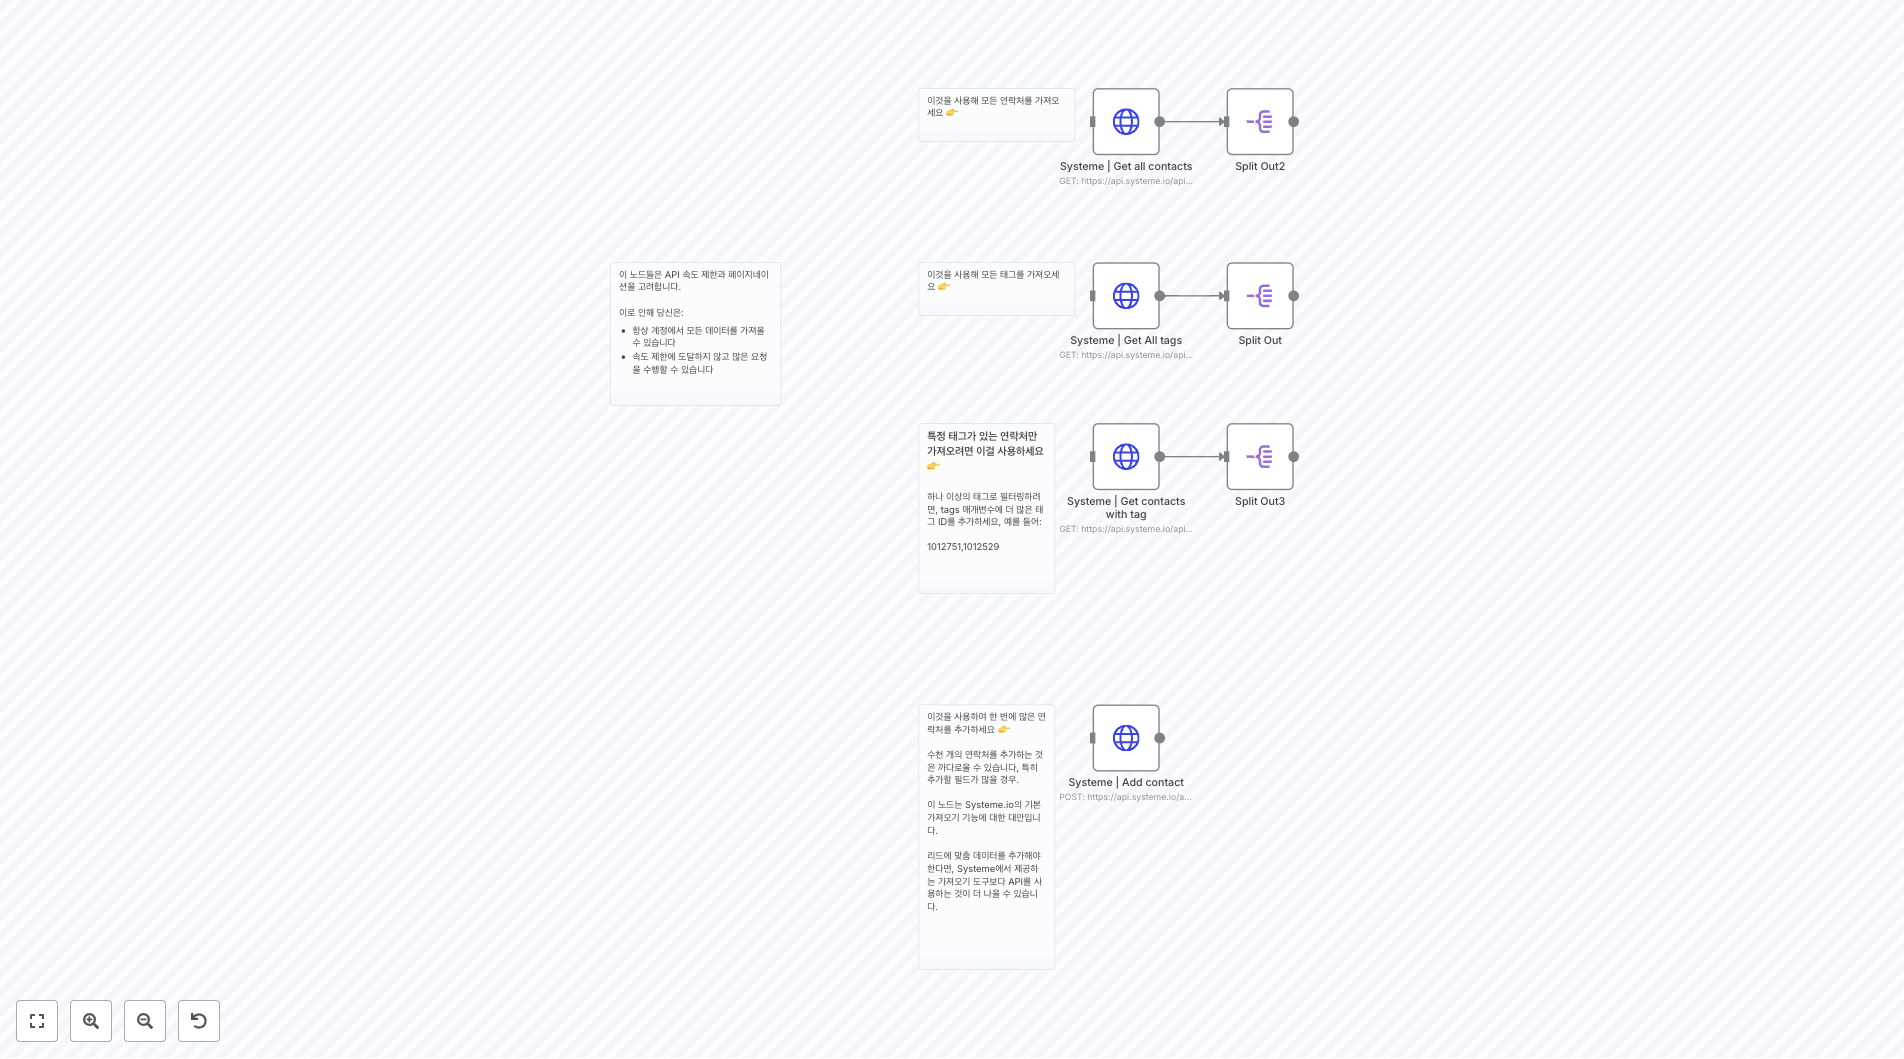 이것을 사용해 모든 연락처를 가져오
세요 👉
Systeme | Get all contacts
GET: https://api.systeme.io/api...
Split Out2
이 노드들은 API 속도 제한과 페이지네이
션을 고려합니다.
이로 인해 당신은:
항상 계정에서 모든 데이터를 가져올
수 있습니다
속도 제한에 도달하지 않고 많은 요청
을 수행할 수 있습니다
이것을 사용해 모든 태그를 가져오세
요 👉
Systeme | Get All tags
GET: https://api.systeme.io/api...
Split Out
특정 태그가 있는 연락처만
가져오려면 이걸 사용하세요
👉
하나 이상의 태그로 필터링하려
면, tags 매개변수에 더 많은 태
그 ID를 추가하세요, 예를 들어:
1012751,1012529
Systeme | Get contacts
with tag
GET: https://api.systeme.io/api...
Split Out3
이것을 사용하여 한 번에 많은 연
락처를 추가하세요 👉
수천 개의 연락처를 추가하는 것
은 까다로울 수 있습니다, 특히
추가할 필드가 많을 경우.
이 노드는 Systeme.io의 기본
가져오기 기능에 대한 대안입니
다.
리드에 맞춤 데이터를 추가해야
한다면, Systeme에서 제공하
는 가져오기 도구보다 API를 사
용하는 것이 더 나을 수 있습니
다.
Systeme | Add contact
POST: https://api.systeme.io/a...